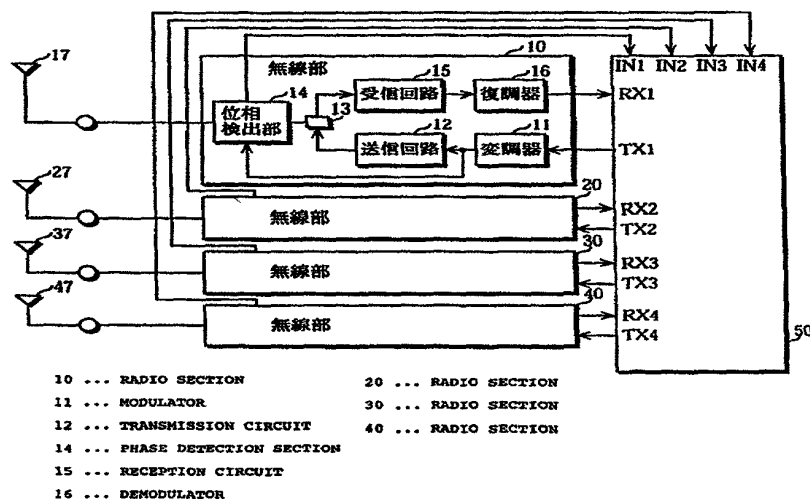 17
10
無線部
IN1 IN2 IN3 IN4
14
15
16
位相
検出部
受信回路
復調器
RX1
13
12
11
送信回路
変調器
TX1
27
20
無線部
RX2
TX2
37
30
無線部
RX3
TX3
47
40
無線部
RX4
TX4
50
10 ... RADIO SECTION
11 ... MODULATOR
12 ... TRANSMISSION CIRCUIT
14 ... PHASE DETECTION SECTION
15 ... RECEPTION CIRCUIT
16 ... DEMODULATOR
20 ... RADIO SECTION
30 ... RADIO SECTION
40 ... RADIO SECTION